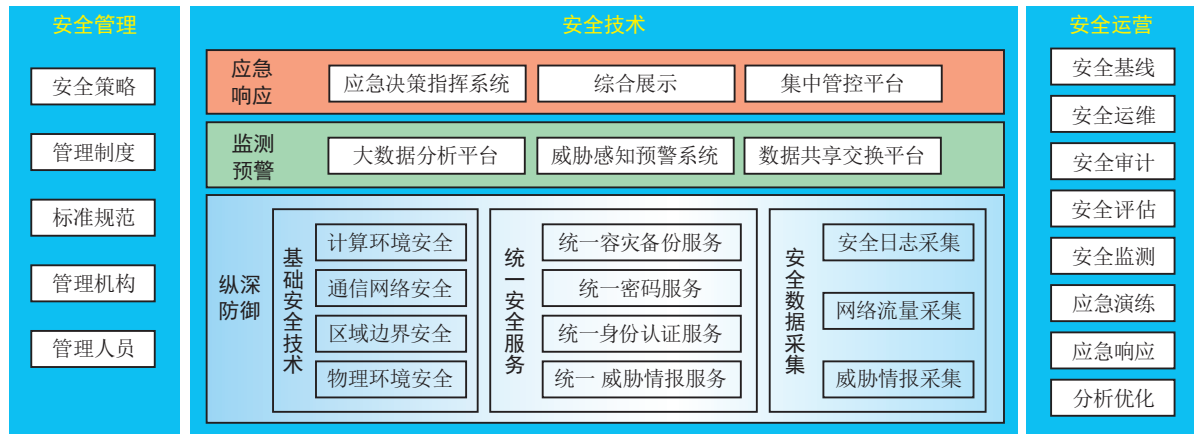 安全管理
安全策略
管理制度
标准规范
管理机构
管理人员
安全技术
应急
响应
应急决策指挥系统
综合展示
集中管控平台
监测
预警
大数据分析平台
威胁感知预警系统
数据共享交换平台
纵深
防御
基础安全技术
计算环境安全
通信网络安全
区域边界安全
物理环境安全
统一安全服务
统一容灾备份服务
统一密码服务
统一身份认证服务
统一 威胁情报服务
安全数据采集
安全日志采集
网络流量采集
威胁情报采集
安全运营
安全基线
安全运维
安全审计
安全评估
安全监测
应急演练
应急响应
分析优化